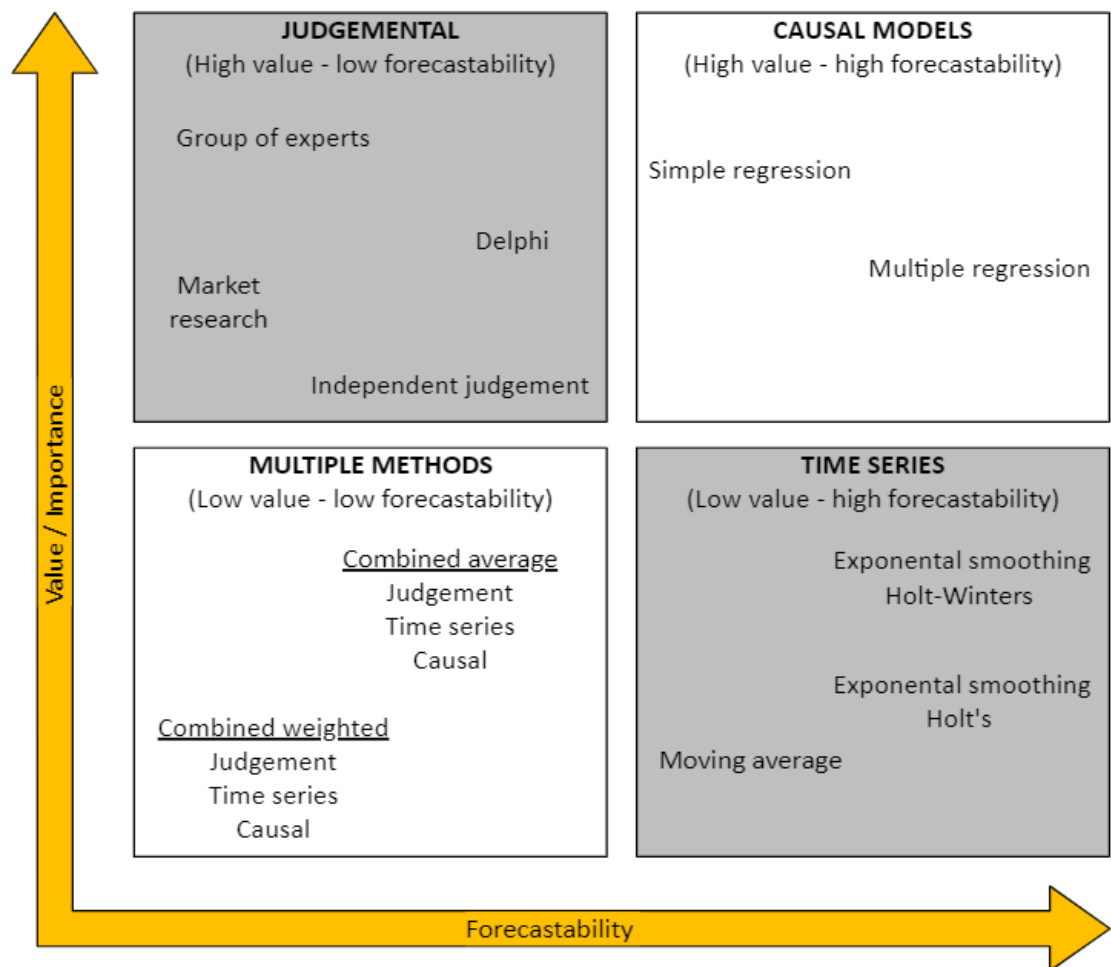 JUDGEMENTAL
(High value - low forecastability)
Group of experts
Delphi
Market
research
Independent judgement
CAUSAL MODELS
(High value - high forecastability)
Simple regression
Multiple regression
MULTIPLE METHODS
(Low value - low forecastability)
Combined average
Judgement
Time series
Causal
Combined weighted
Judgement
Time series
Causal
TIME SERIES
(Low value - high forecastability)
Exponental smoothing
Holt-Winters
Exponental smoothing
Holt's
Moving average
Value / Importance
Forecastability